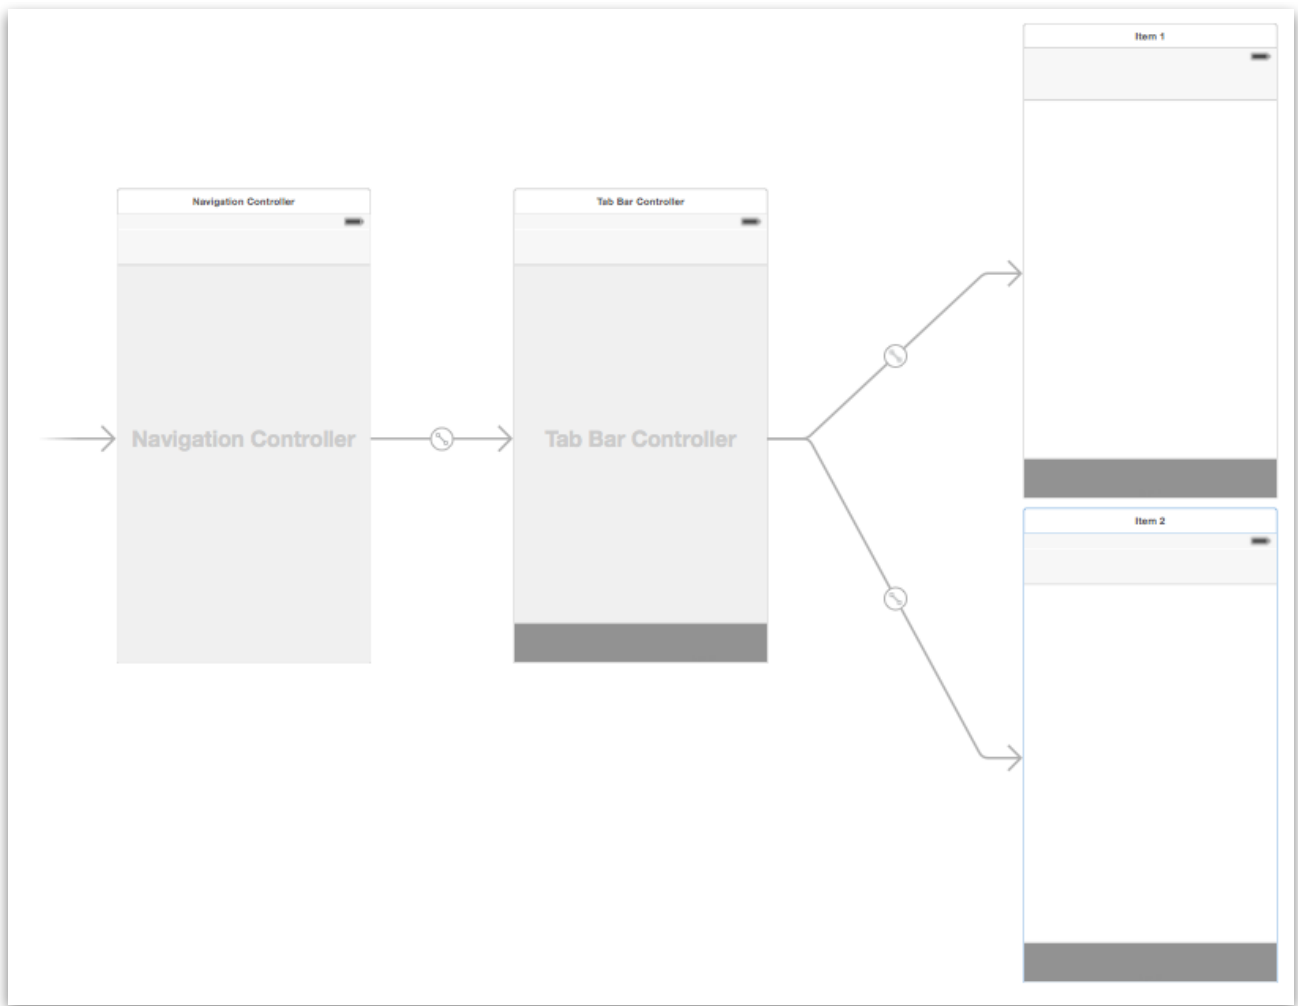 Item 1
Navigation Controller
Tab Bar Controller
Navigation Controller
Tab Bar Controller
Item 2